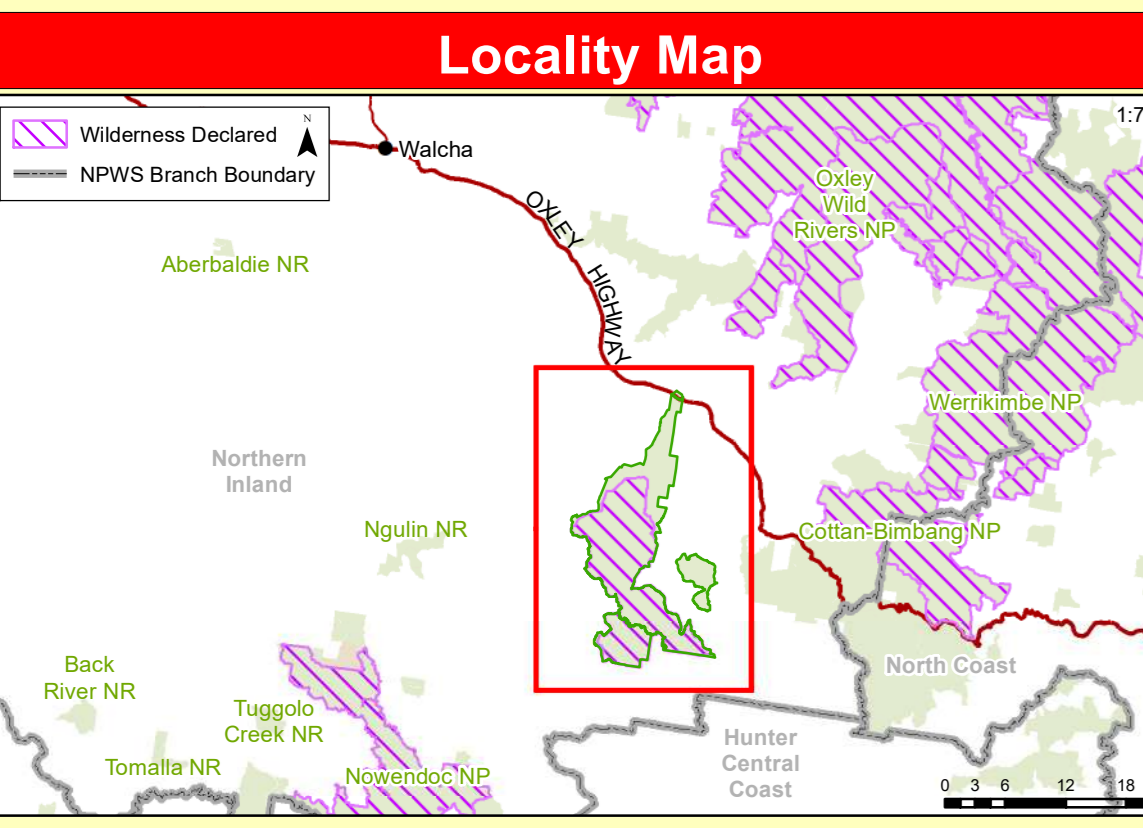 Locality Map
Wilderness Declared
N
NPWS Branch Boundary
1:7
Walcha
OXLEY
HIGHWAY
Oxley
Wild
Rivers NP
Aberbaldie NR
Werrikimbe NP
Northern
Inland
Ngulin NR
Cottan-Bimbang NP
Back
River NR
Tuggolo
Creek NR
Tomalla NR
Nowendoc NP
North Coast
Hunter
Central
Coast
0 3 6 12 18